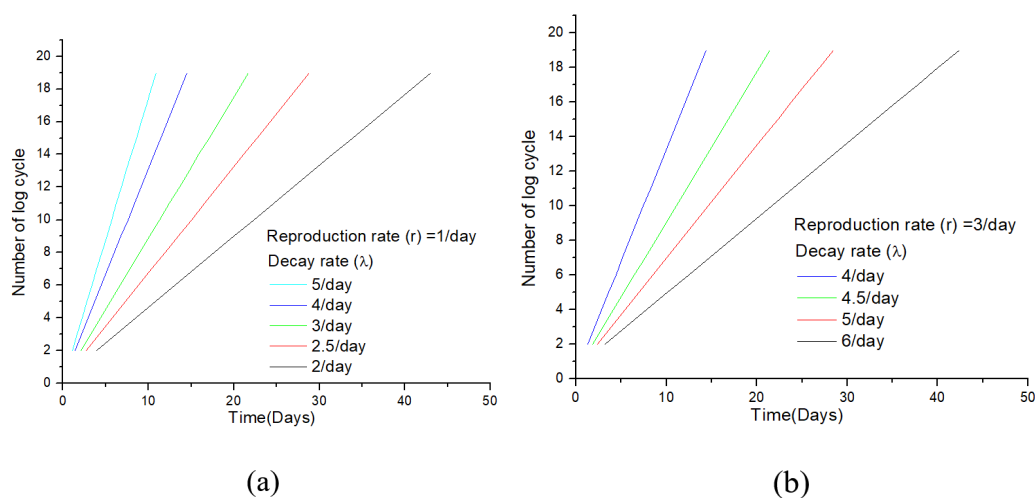 20
18
16
14
12
10
8
6
4
2
0
Number of log cycle
Reproduction rate (r) =1/day
Decay rate (λ)
5/day
4/day
3/day
2.5/day
2/day
0 10 20 30 40 50
Time(Days)
(a)
20
18
16
14
12
10
8
6
4
2
0
Number of log cycle
Reproduction rate (r) =3/day
Decay rate (λ)
4/day
4.5/day
5/day
6/day
0 10 20 30 40 50
Time(Days)
(b)